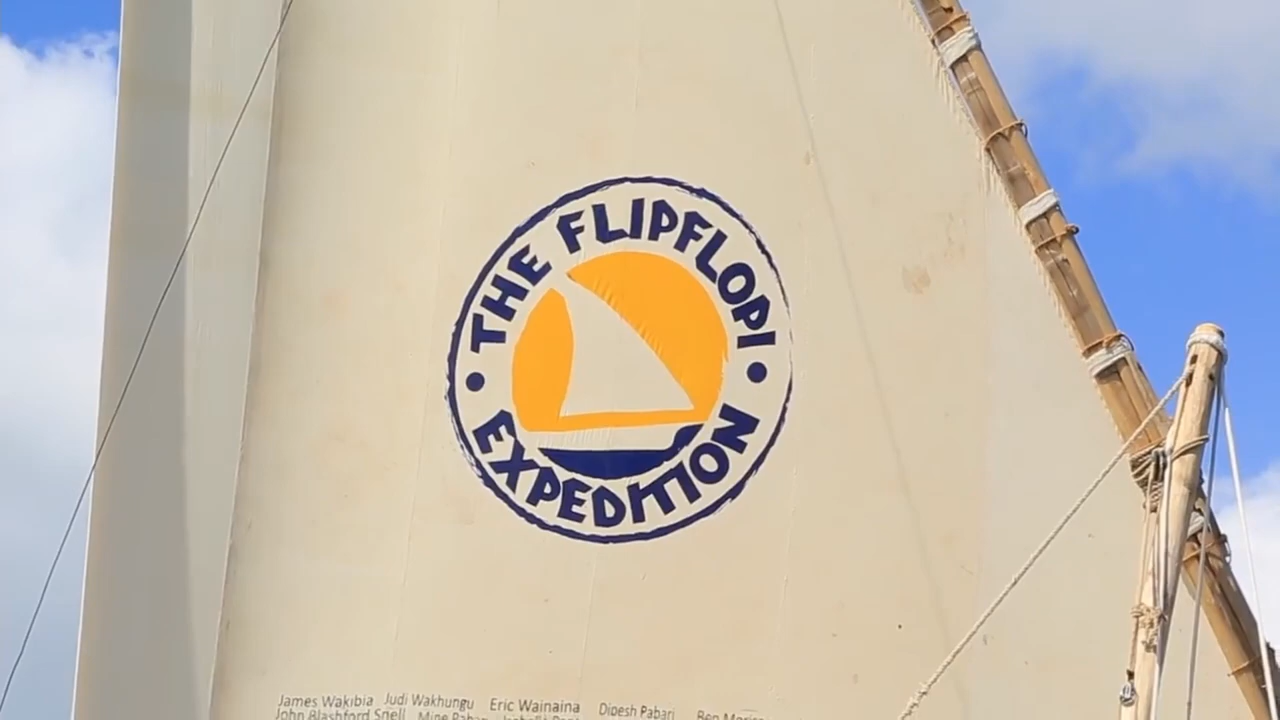 THE FLIPFLOPI
EXPEDITION
James Wakibia Judi Wakhungu Eric Wainaina Dipesh Pabari
John Blashford Snell